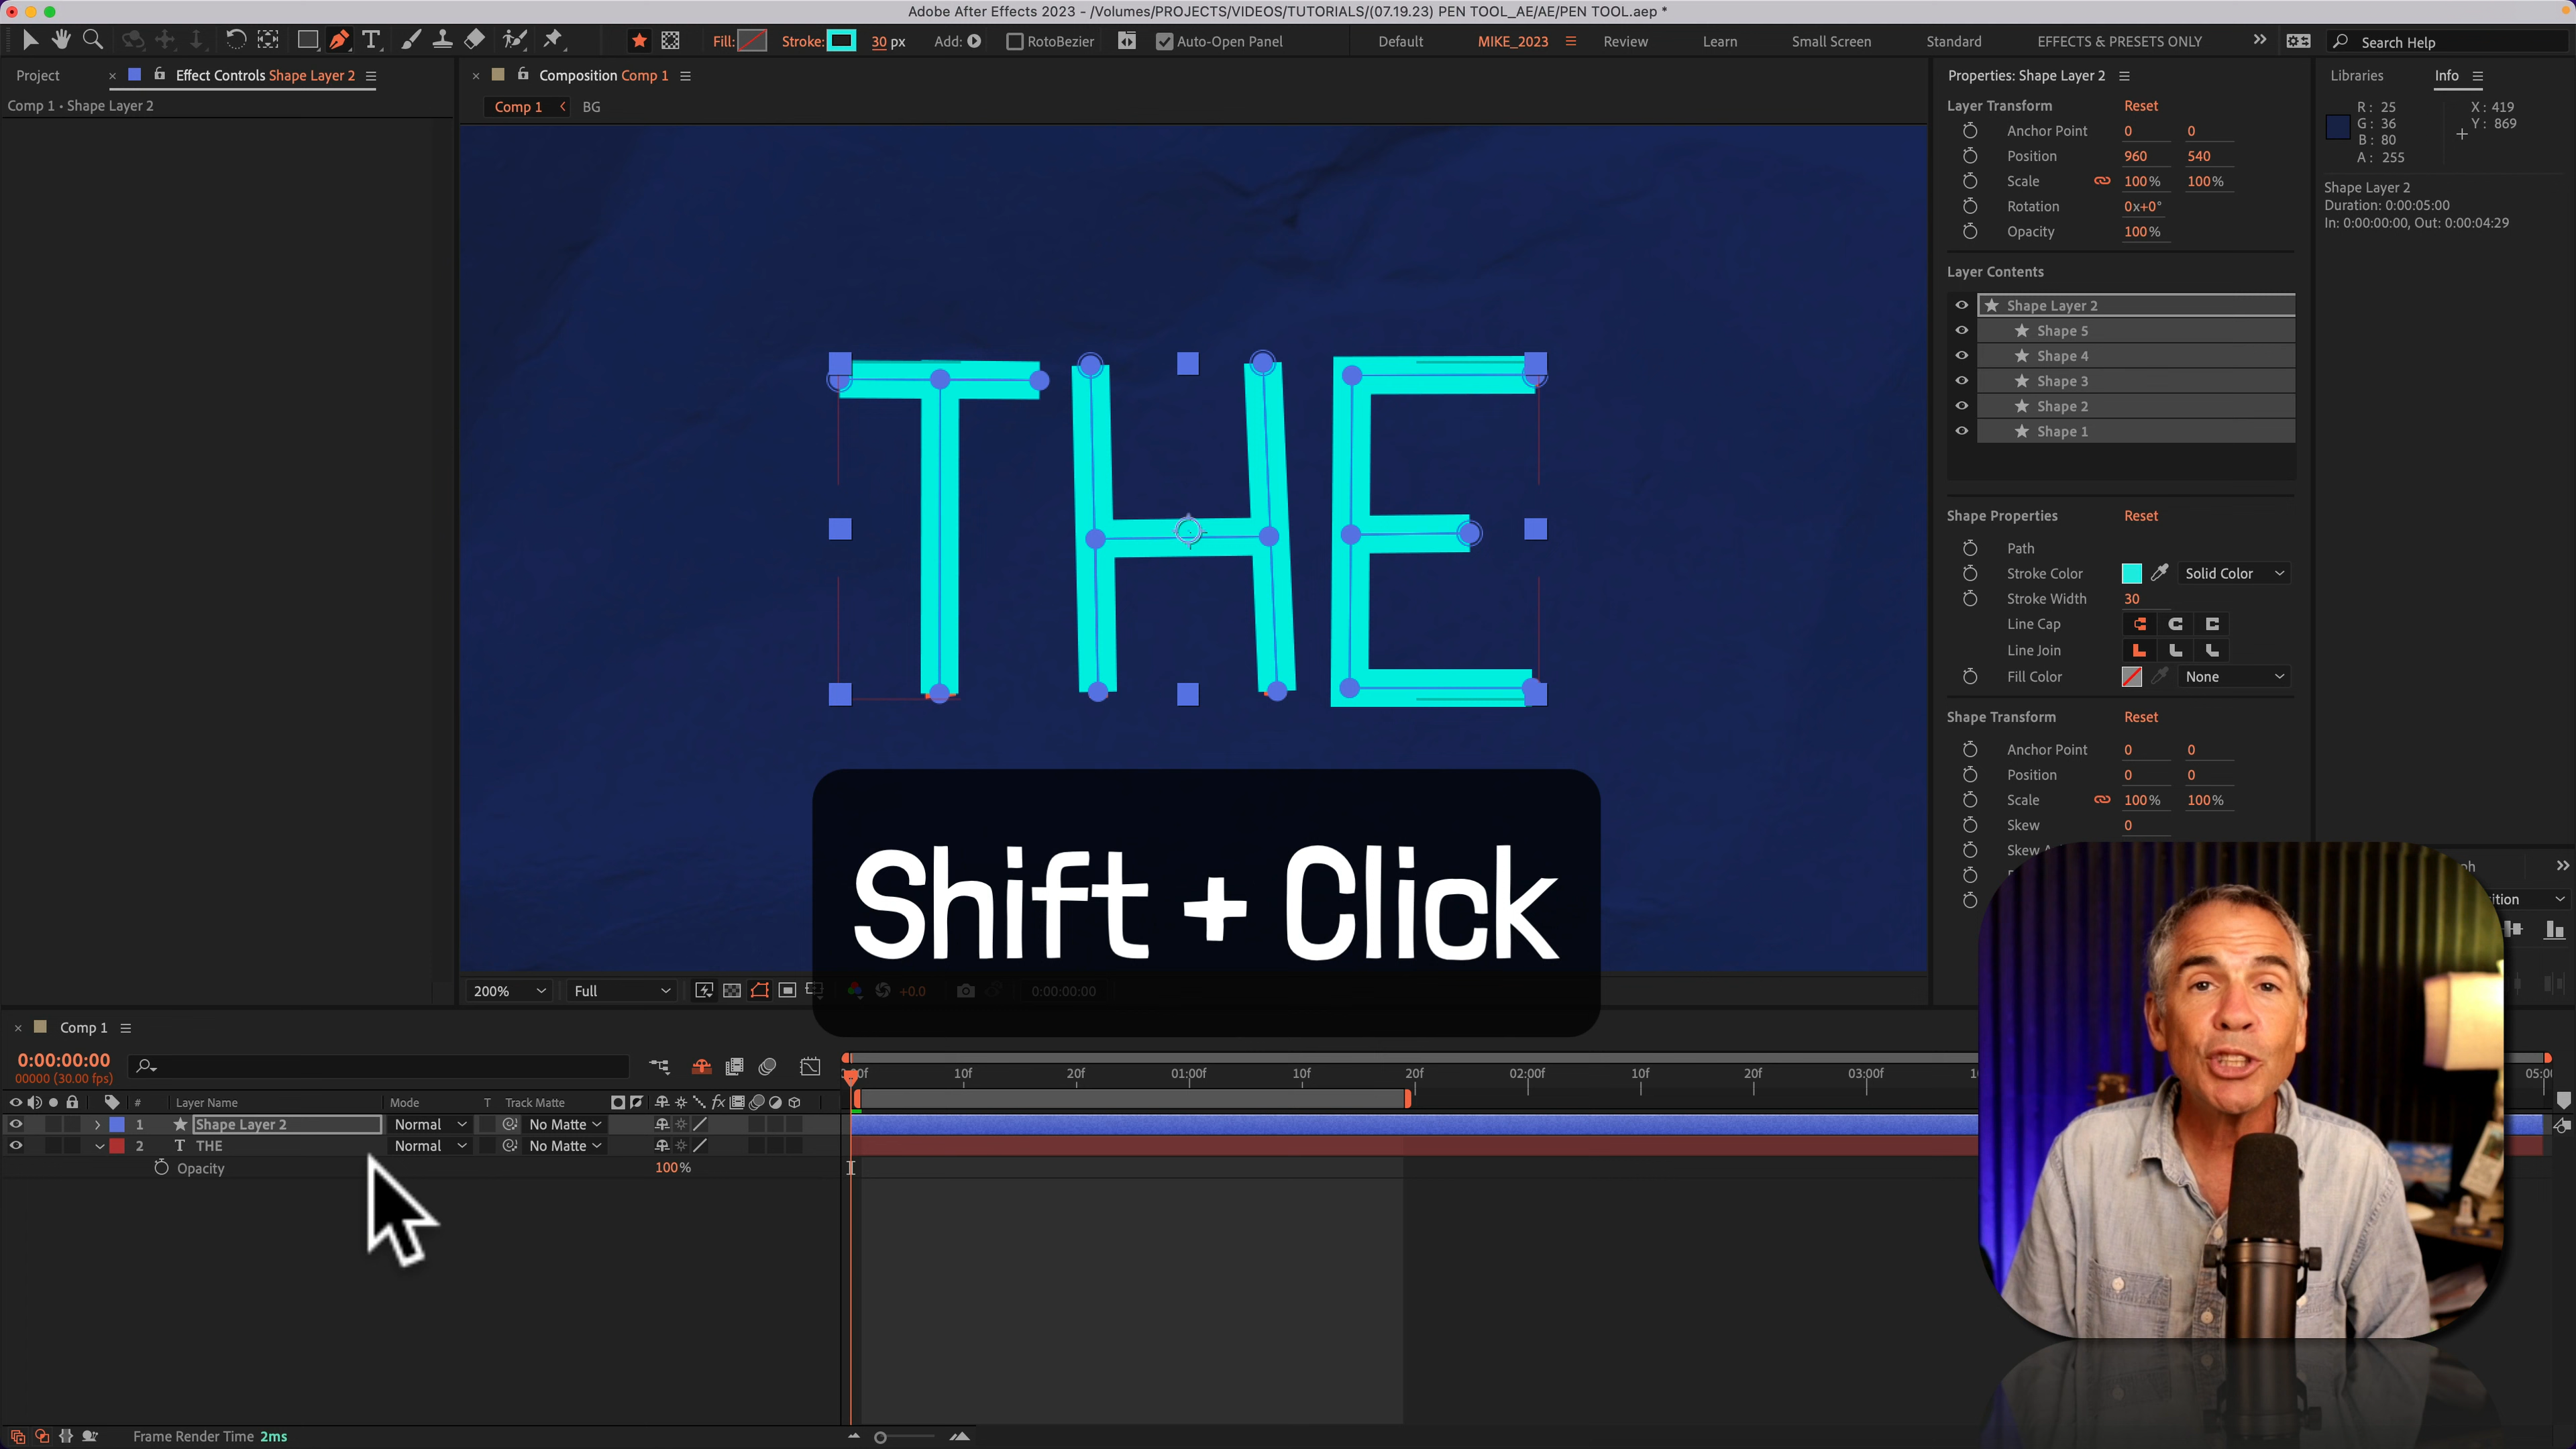 Adobe After Effects 2023 - /Volumes/PROJECTS/VIDEOS/TUTORIALS/(07.19.23) PEN TOOL_AE/AE/PEN TOOL.aep *
Fill: Stroke: 30 px Add: RotoBezier Auto-Open Panel Default MIKE_2023 Review Learn Small Screen Standard EFFECTS & PRESETS ONLY Search Help
Project Effect Controls Shape Layer 2
Comp 1 • Shape Layer 2
Composition Comp 1
Comp 1 BG
THE
Shift + Click
200% Full +0.0 0:00:00:00
Properties: Shape Layer 2
Layer Transform Reset
Anchor Point 0 0
Position 960 540
Scale 100% 100%
Rotation 0x+0°
Opacity 100%
Layer Contents
Shape Layer 2
Shape 5
Shape 4
Shape 3
Shape 2
Shape 1
Shape Properties Reset
Path
Stroke Color Solid Color
Stroke Width 30
Line Cap
Line Join
Fill Color None
Shape Transform Reset
Anchor Point 0 0
Position 0 0
Scale 100% 100%
Skew 0
Skew
Libraries Info
R: 25 X: 419
G: 36 Y: 869
B: 80
A: 255
Shape Layer 2
Duration: 0:00:05:00
In: 0:00:00:00, Out: 0:00:04:29
Comp 1
0:00:00:00
00000 (30.00 fps)
10f 20f 01:00f 10f 20f 02:00f 10f 20f 03:00f
# Layer Name Mode T Track Matte fx
1 Shape Layer 2 Normal No Matte
2 T THE Normal No Matte
Opacity 100%
Frame Render Time 2ms